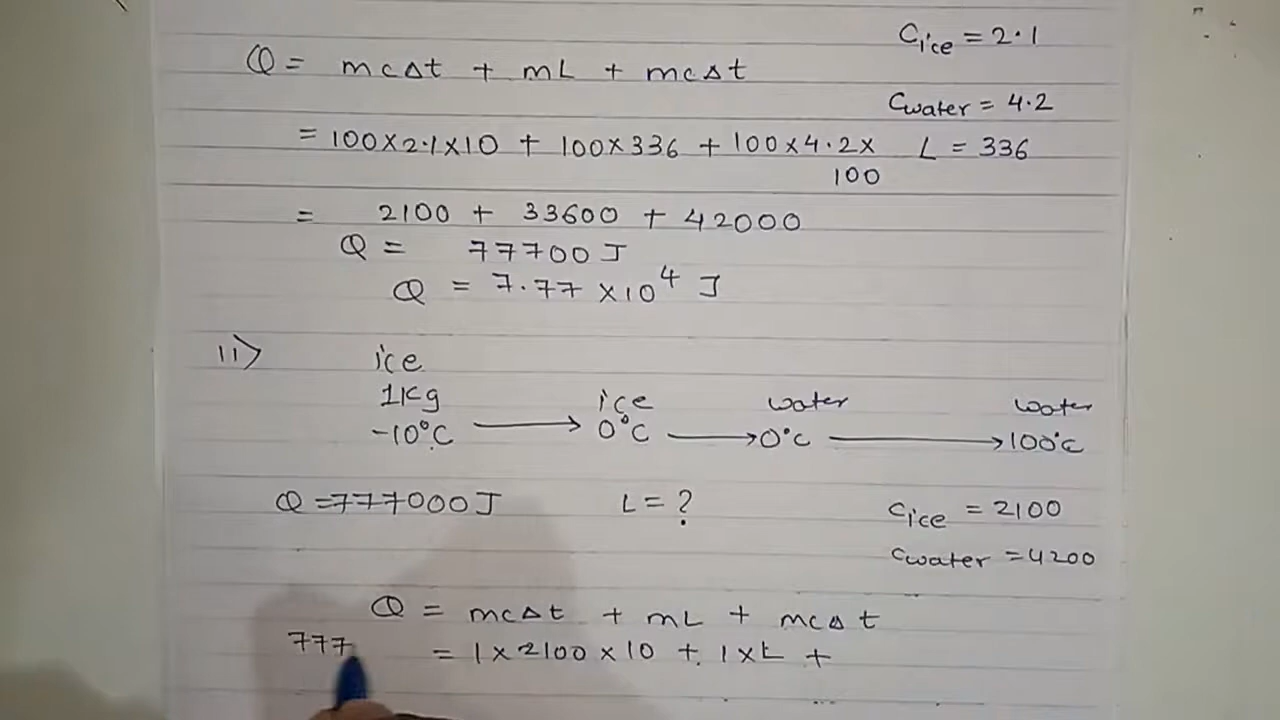 Cice = 2.1
Q = mcΔt + mL + mcΔt
Cwater = 4.2
= 100×2.1×10 + 100×336 + 100×4.2×
100
L = 336
= 2100 + 33600 + 42000
Q = 77700 J
Q = 7.77 ×10⁴ J
11> ice
1Kg ice water water
-10°C → 0°C → 0°C → 100°C
Q =777000J L = ? Cice = 2100
Cwater = 4200
Q = mcΔt + mL + mcΔt
777 = 1 × 2100 × 10 + 1×L +